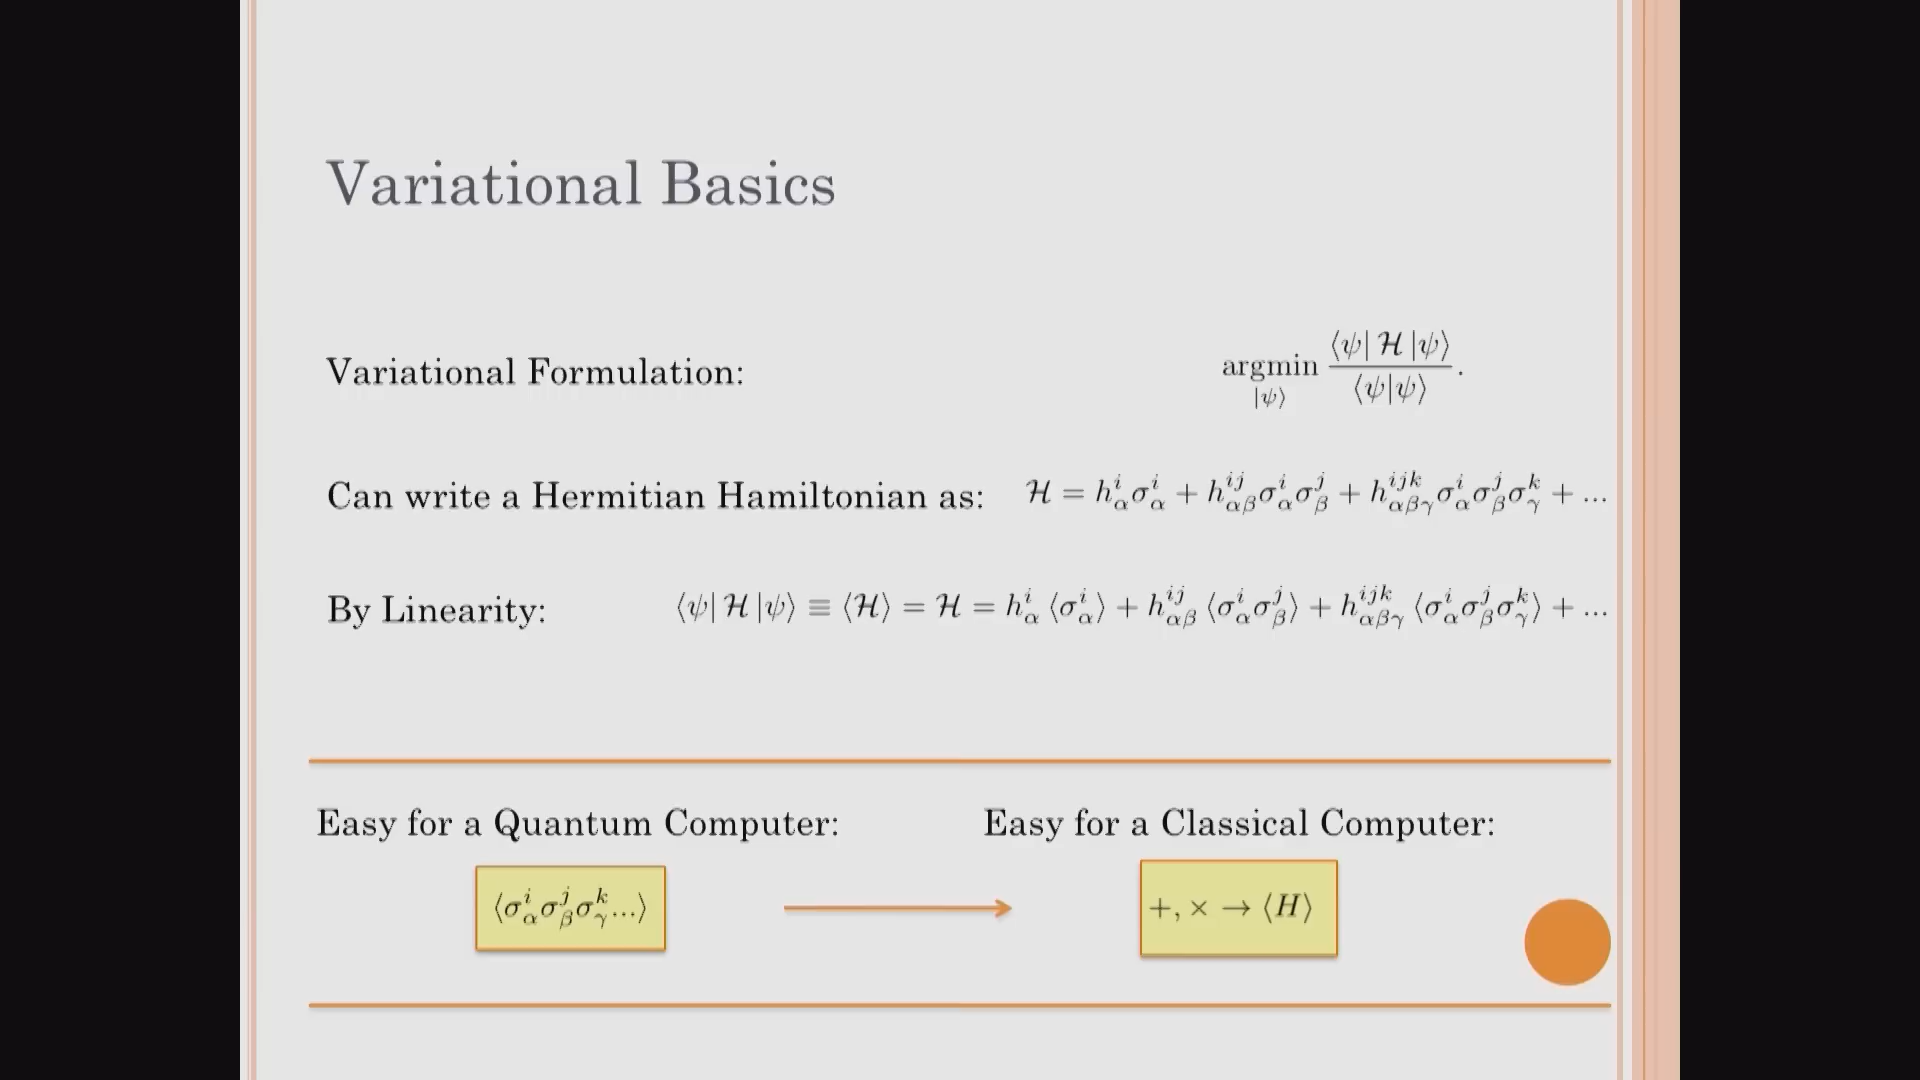 Variational Basics
Variational Formulation: argmin_{|ψ⟩} ⟨ψ| ℋ |ψ⟩ / ⟨ψ|ψ⟩ .
Can write a Hermitian Hamiltonian as: ℋ = h^i_α σ^i_α + h^{ij}_{αβ} σ^i_α σ^j_β + h^{ijk}_{αβγ} σ^i_α σ^j_β σ^k_γ + ...
By Linearity: ⟨ψ| ℋ |ψ⟩ ≡ ⟨ℋ⟩ = ℋ = h^i_α ⟨σ^i_α⟩ + h^{ij}_{αβ} ⟨σ^i_α σ^j_β⟩ + h^{ijk}_{αβγ} ⟨σ^i_α σ^j_β σ^k_γ⟩ + ...
Easy for a Quantum Computer:
⟨σ^i_α σ^j_β σ^k_γ ...⟩
Easy for a Classical Computer:
+, × → ⟨H⟩